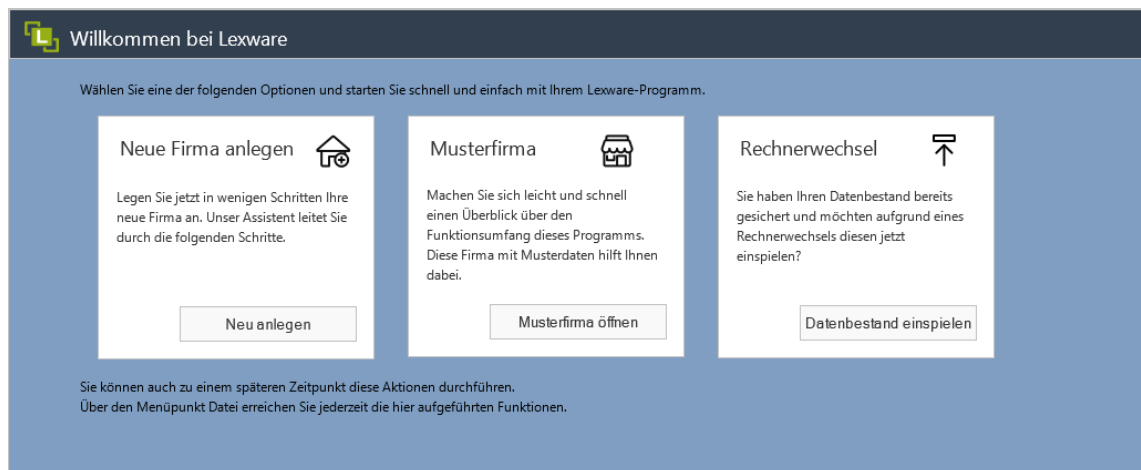 L
Willkommen bei Lexware
Wählen Sie eine der folgenden Optionen und starten Sie schnell und einfach mit Ihrem Lexware-Programm.
Neue Firma anlegen
Legen Sie jetzt in wenigen Schritten Ihre
neue Firma an. Unser Assistent leitet Sie
durch die folgenden Schritte.
Neu anlegen
Musterfirma
Machen Sie sich leicht und schnell
einen Überblick über den
Funktionsumfang dieses Programms.
Diese Firma mit Musterdaten hilft Ihnen
dabei.
Musterfirma öffnen
Rechnerwechsel
Sie haben Ihren Datenbestand bereits
gesichert und möchten aufgrund eines
Rechnerwechsels diesen jetzt
einspielen?
Datenbestand einspielen
Sie können auch zu einem späteren Zeitpunkt diese Aktionen durchführen.
Über den Menüpunkt Datei erreichen Sie jederzeit die hier aufgeführten Funktionen.